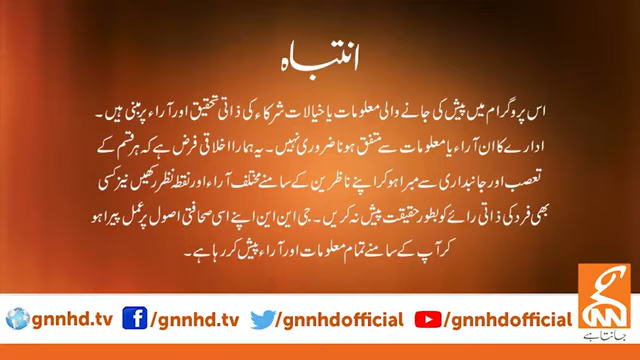 انتباہ
اس پروگرام میں پیش کی جانے والی معلومات یا خیالات شرکاء کی ذاتی تحقیق اور آراء پر مبنی ہیں۔
ادارے کا ان آراء یا معلومات سے متفق ہونا ضروری نہیں۔ یہ ہمارا اخلاقی فرض ہے کہ ہر قسم کے
تعصب اور جانبداری سے مبرا ہو کر اپنے ناظرین کے سامنے مختلف آراء اور نقطہ نظر رکھیں نیز کسی
بھی فرد کی ذاتی رائے کو بطور حقیقت پیش نہ کریں۔ جی این این اپنے اسی صحافتی اصول پر عمل پیرا ہو
کر آپ کے سامنے تمام معلومات اور آراء پیش کر رہا ہے۔
gnnhd.tv /gnnhd.tv /gnnhdofficial /gnnhdofficial
GNN
جانتا ہے